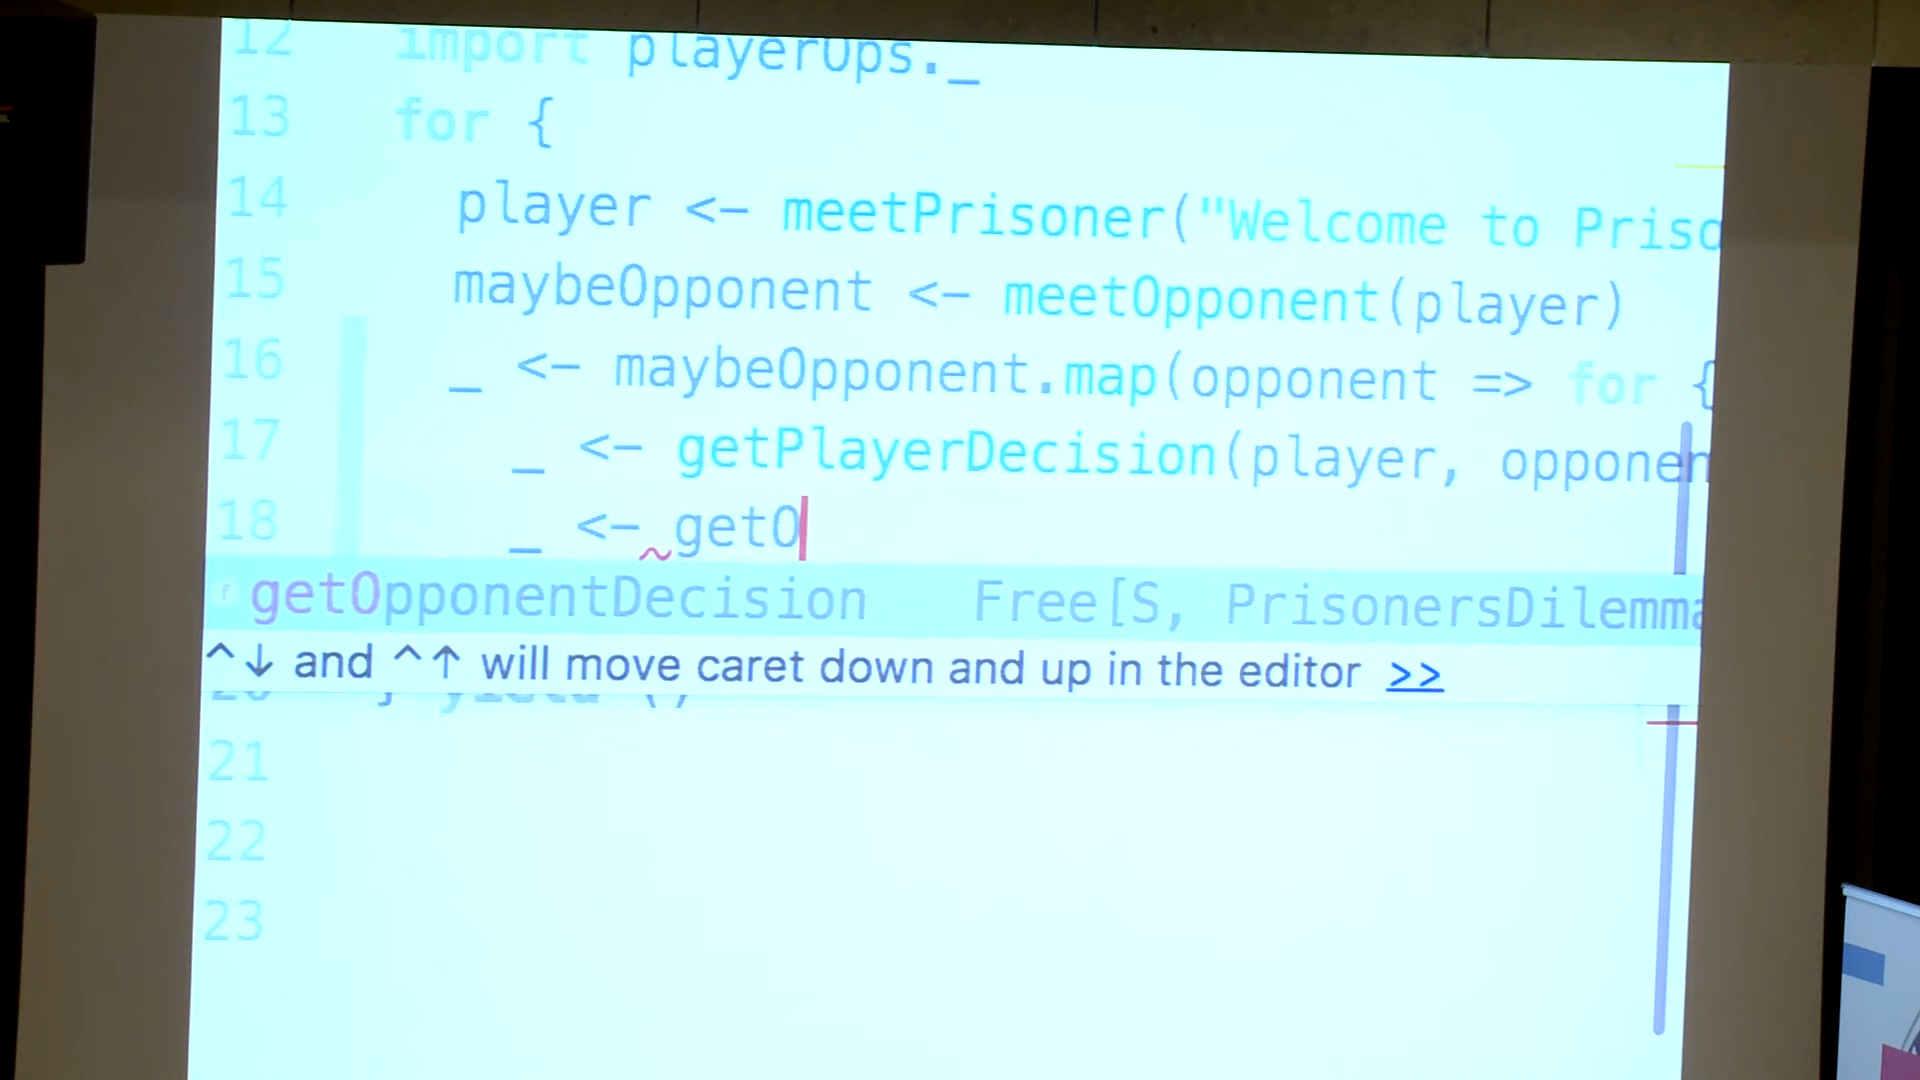 12 import playerOps._
13 for {
14 player <- meetPrisoner("Welcome to Priso
15 maybeOpponent <- meetOpponent(player)
16 _ <- maybeOpponent.map(opponent => for {
17 _ <- getPlayerDecision(player, opponen
18 _ <- getO
f getOpponentDecision Free[S, PrisonersDilemma
^↓ and ^↑ will move caret down and up in the editor >>
20 } yield ()
21
22
23